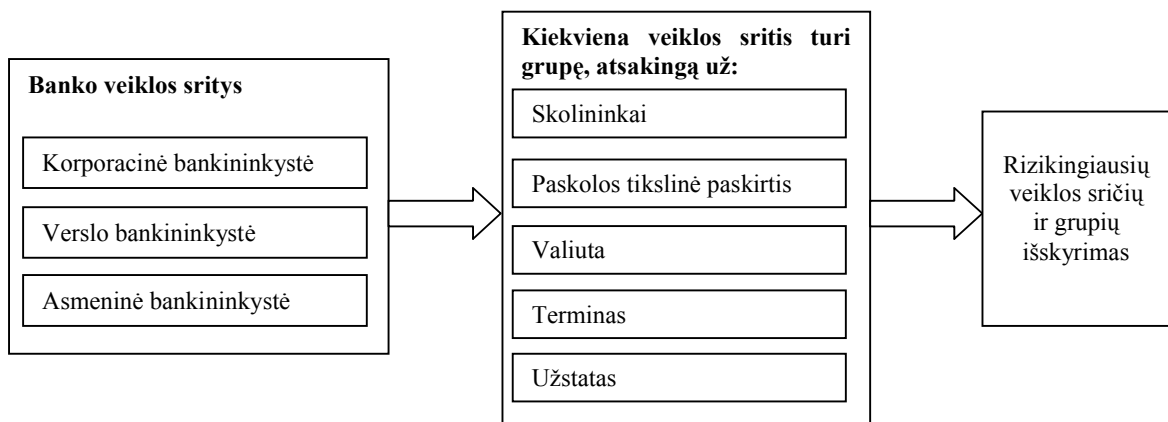 Banko veiklos sritys
Korporacinė bankininkystė
Verslo bankininkystė
Asmeninė bankininkystė
Kiekviena veiklos sritis turi
grupę, atsakingą už:
Skolininkai
Paskolos tikslinė paskirtis
Valiuta
Terminas
Užstatas
Rizikingiausių
veiklos sričių
ir grupių
išskyrimas